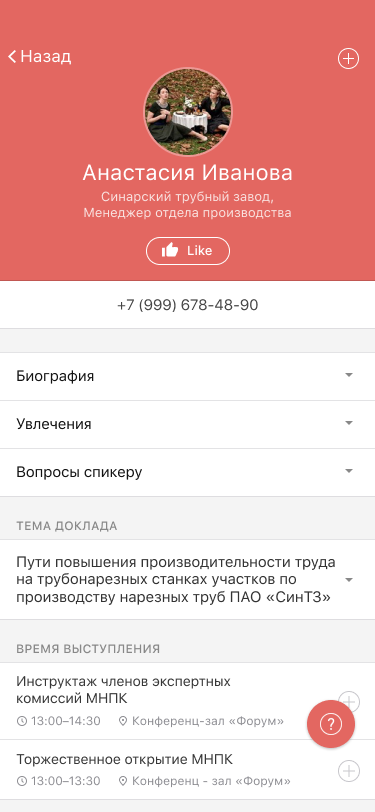 Назад
Анастасия Иванова
Синарский трубный завод,
Менеджер отдела производства
Like
+7 (999) 678-48-90
Биография
Увлечения
Вопросы спикеру
ТЕМА ДОКЛАДА
Пути повышения производительности труда
на трубонарезных станках участков по
производству нарезных труб ПАО «СинТЗ»
ВРЕМЯ ВЫСТУПЛЕНИЯ
Инструктаж членов экспертных
комиссий МНПК
13:00–14:30 Конференц-зал «Форум»
?
Торжественное открытие МНПК
13:00–13:30 Конференц - зал «Форум»